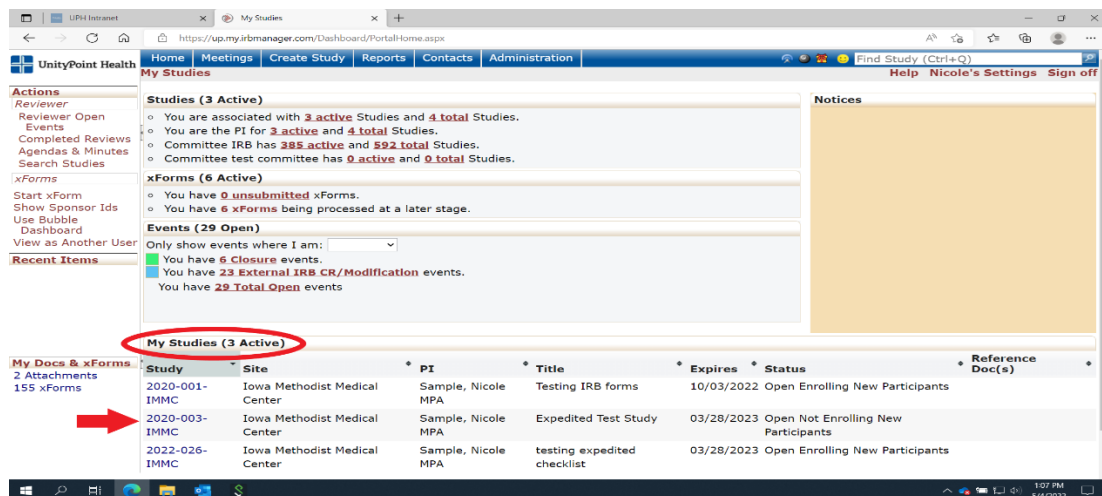 UPH Intranet
My Studies
https://up.my.irbmanager.com/Dashboard/PortalHome.aspx
UnityPoint Health
Home Meetings Create Study Reports Contacts Administration
Find Study (Ctrl+Q)
My Studies
Help Nicole's Settings Sign off
Actions
Reviewer
Reviewer Open
Events
Completed Reviews
Agendas & Minutes
Search Studies
xForms
Start xForm
Show Sponsor Ids
Use Bubble
Dashboard
View as Another User
Recent Items
My Docs & xForms
2 Attachments
155 xForms
Studies (3 Active)
You are associated with 3 active Studies and 4 total Studies.
You are the PI for 3 active and 4 total Studies.
Committee IRB has 385 active and 592 total Studies.
Committee test committee has 0 active and 0 total Studies.
xForms (6 Active)
You have 0 unsubmitted xForms.
You have 6 xForms being processed at a later stage.
Events (29 Open)
Only show events where I am:
You have 6 Closure events.
You have 23 External IRB CR/Modification events.
You have 29 Total Open events
Notices
My Studies (3 Active)
Study Site PI Title Expires Status Reference
Doc(s)
2020-001- Iowa Methodist Medical Sample, Nicole Testing IRB forms 10/03/2022 Open Enrolling New Participants
IMMC Center MPA
2020-003- Iowa Methodist Medical Sample, Nicole Expedited Test Study 03/28/2023 Open Not Enrolling New
IMMC Center MPA Participants
2022-026- Iowa Methodist Medical Sample, Nicole testing expedited 03/28/2023 Open Enrolling New Participants
IMMC Center MPA checklist
1:07 PM